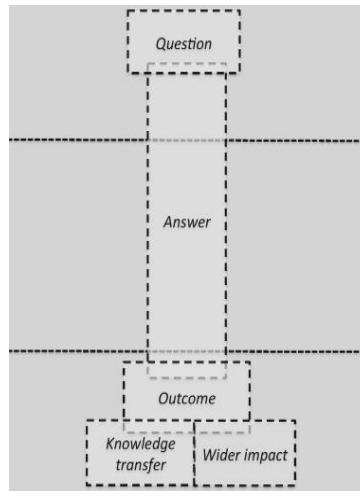 Question
Answer
Outcome
Knowledge
transfer
Wider impact